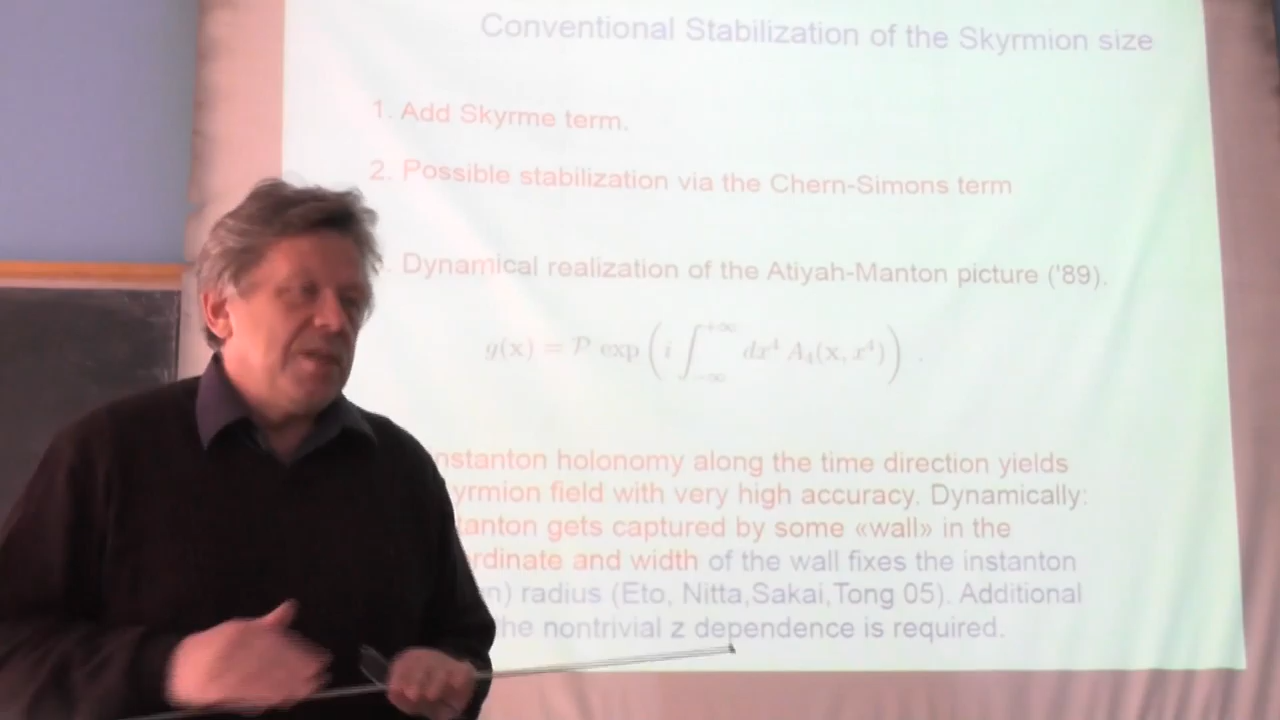 Conventional Stabilization of the Skyrmion size
1. Add Skyrme term.
2. Possible stabilization via the Chern-Simons term
. Dynamical realization of the Atiyah-Manton picture ('89).
g(x) = P exp ( i ∫_{-∞}^{+∞} dx⁴ A₄(x, x⁴) ) .
nstanton holonomy along the time direction yields
yrmion field with very high accuracy. Dynamically:
tanton gets captured by some «wall» in the
rdinate and width of the wall fixes the instanton
n) radius (Eto, Nitta,Sakai,Tong 05). Additional
he nontrivial z dependence is required.